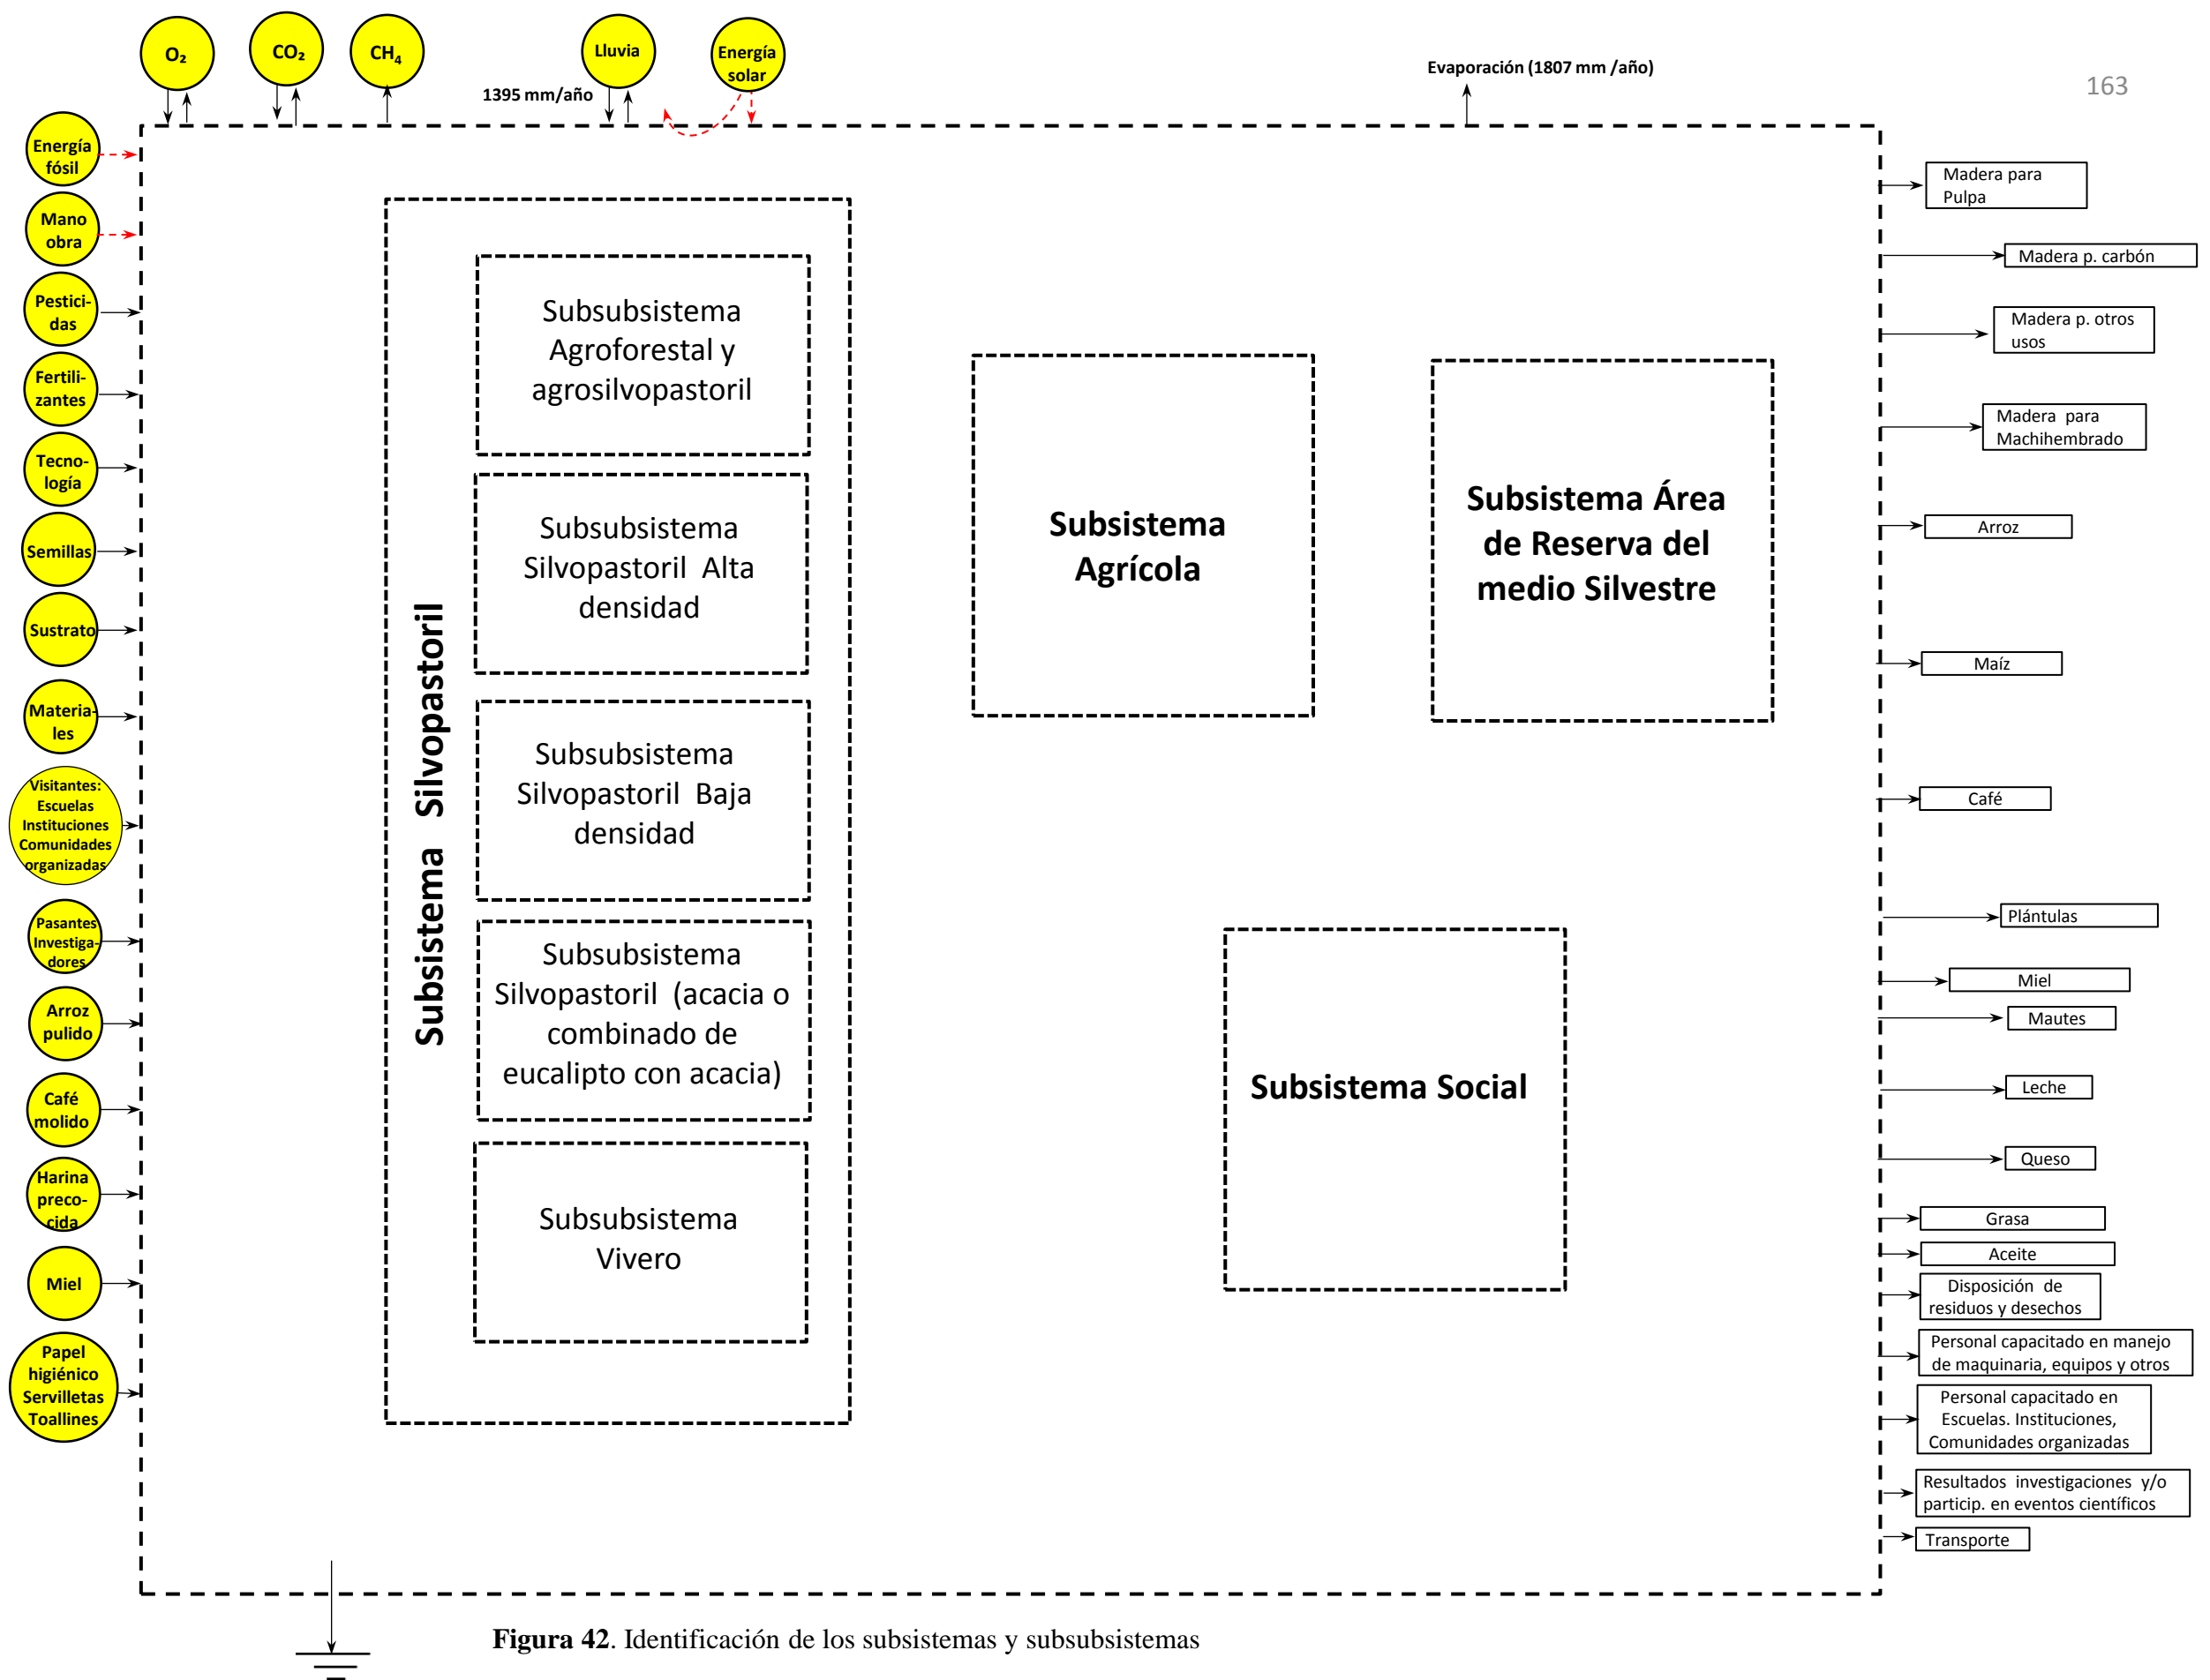 O₂
CO₂
CH₄
Lluvia
Energía
solar
1395 mm/año
Evaporación (1807 mm /año)
163
Energía
fósil
Mano
obra
Pestici-
das
Fertili-
zantes
Tecno-
logía
Semillas
Sustrato
Materia-
les
Visitantes:
Escuelas
Instituciones
Comunidades
organizadas
Pasantes
Investiga-
dores
Arroz
pulido
Café
molido
Harina
preco-
cida
Miel
Papel
higiénico
Servilletas
Toallines
Subsistema Silvopastoril
Subsubsistema
Agroforestal y
agrosilvopastoril
Subsubsistema
Silvopastoril Alta
densidad
Subsubsistema
Silvopastoril Baja
densidad
Subsubsistema
Silvopastoril (acacia o
combinado de
eucalipto con acacia)
Subsubsistema
Vivero
Subsistema
Agrícola
Subsistema Área
de Reserva del
medio Silvestre
Subsistema Social
Madera para
Pulpa
Madera p. carbón
Madera p. otros
usos
Madera para
Machihembrado
Arroz
Maíz
Café
Plántulas
Miel
Mautes
Leche
Queso
Grasa
Aceite
Disposición de
residuos y desechos
Personal capacitado en manejo
de maquinaria, equipos y otros
Personal capacitado en
Escuelas. Instituciones,
Comunidades organizadas
Resultados investigaciones y/o
particip. en eventos científicos
Transporte
Figura 42. Identificación de los subsistemas y subsubsistemas